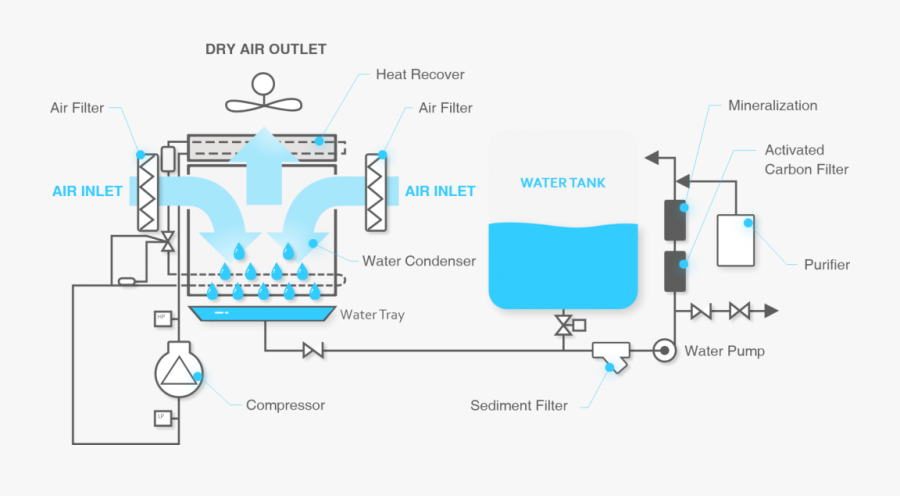 DRY AIR OUTLET
Heat Recover
Air Filter
Air Filter
Mineralization
Activated
Carbon Filter
AIR INLET
AIR INLET
WATER TANK
Water Condenser
Purifier
Water Tray
HP
Water Pump
Compressor
Sediment Filter
LP